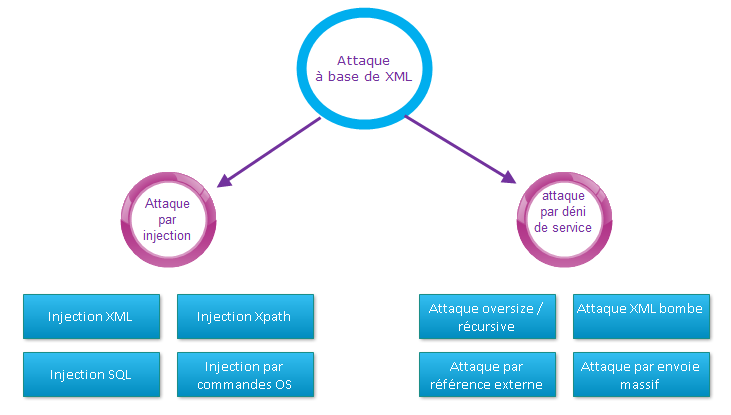 Attaque
à base de XML
Attaque
par
injection
attaque
par déni
de service
Injection XML
Injection Xpath
Injection SQL
Injection par
commandes OS
Attaque oversize /
récursive
Attaque XML bombe
Attaque par
référence externe
Attaque par envoie
massif